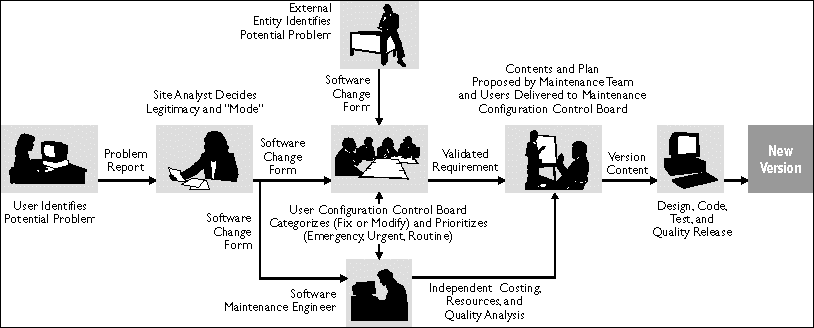 External
Entity Identifies
Potential Problem
Site Analyst Decides
Legitimacy and "Mode"
Software
Change
Form
Contents and Plan
Proposed by Maintenance Team
and Users Delivered to Maintenance
Configuration Control Board
Problem
Report
Software
Change
Form
Validated
Requirement
Version
Content
New
Version
User Identifies
Potential Problem
Software
Change
Form
User Configuration Control Board
Categorizes (Fix or Modify) and Prioritizes
(Emergency, Urgent, Routine)
Design, Code,
Test, and
Quality Release
Software
Maintenance Engineer
Independent Costing,
Resources, and
Quality Analysis